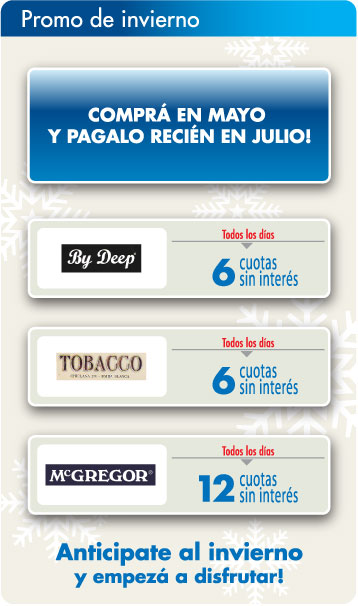 Promo de invierno
COMPRÁ EN MAYO
Y PAGALO RECIÉN EN JULIO!
By Deep
Todos los días
6 cuotas
sin interés
TOBACCO
Todos los días
6 cuotas
sin interés
McGREGOR®
Todos los días
12 cuotas
sin interés
Anticipate al invierno
y empezá a disfrutar!